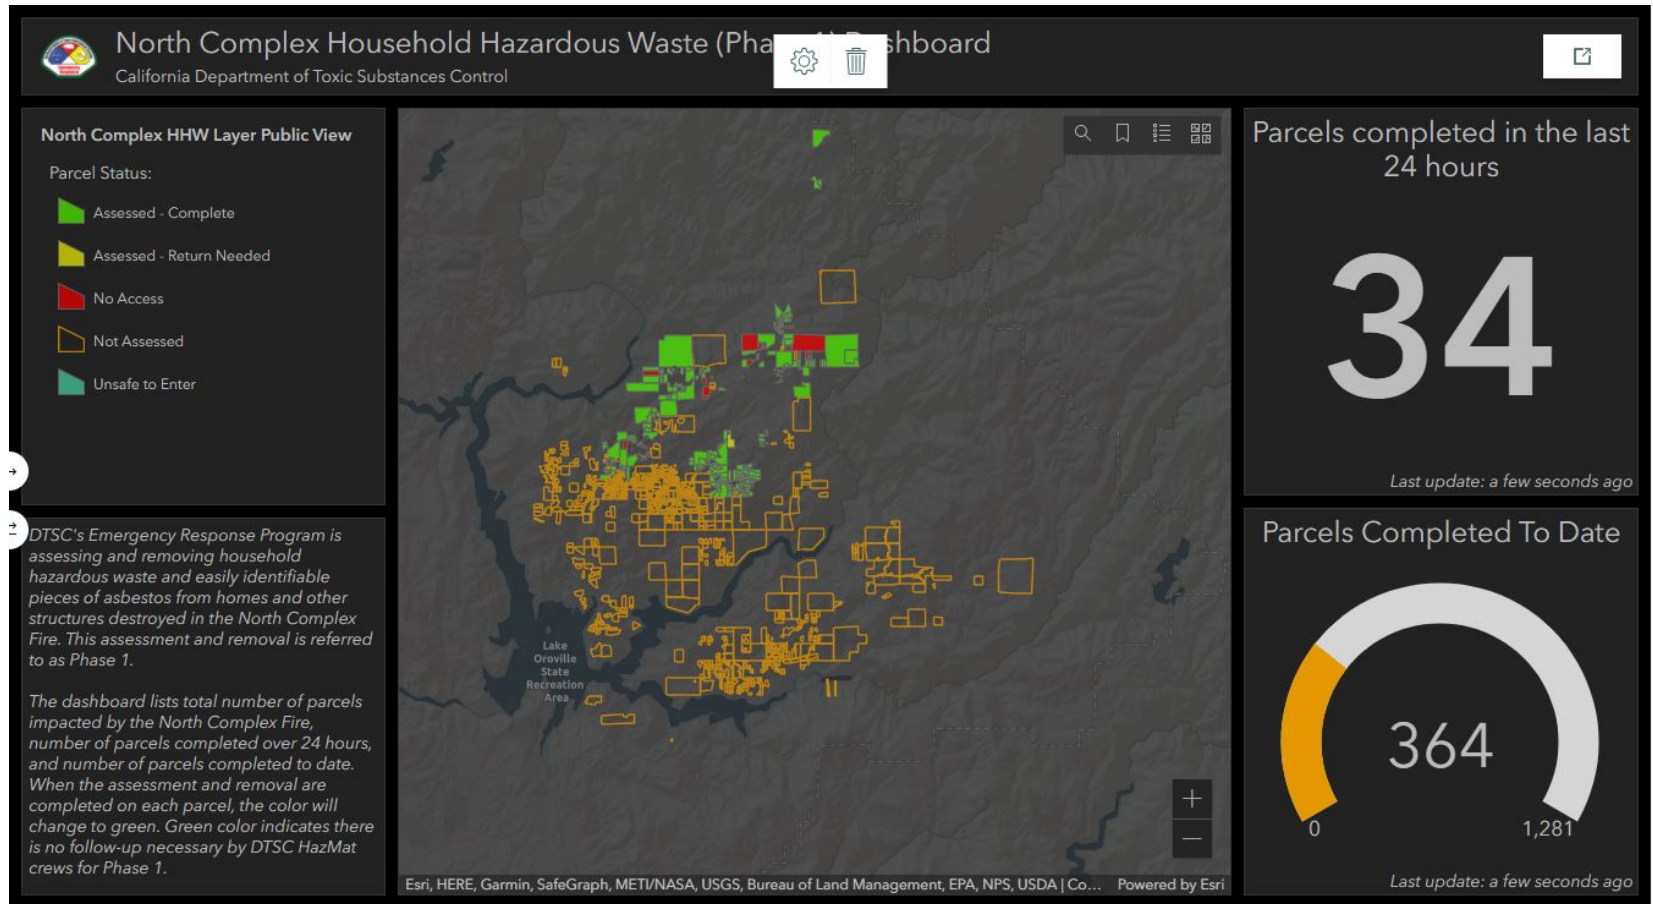 North Complex Household Hazardous Waste (Pha shboard
California Department of Toxic Substances Control
North Complex HHW Layer Public View
Parcel Status:
Assessed - Complete
Assessed - Return Needed
No Access
Not Assessed
Unsafe to Enter
DTSC's Emergency Response Program is
assessing and removing household
hazardous waste and easily identifiable
pieces of asbestos from homes and other
structures destroyed in the North Complex
Fire. This assessment and removal is referred
to as Phase 1.
The dashboard lists total number of parcels
impacted by the North Complex Fire,
number of parcels completed over 24 hours,
and number of parcels completed to date.
When the assessment and removal are
completed on each parcel, the color will
change to green. Green color indicates there
is no follow-up necessary by DTSC HazMat
crews for Phase 1.
Lake
Oroville
State
Recreation
Area
Esri, HERE, Garmin, SafeGraph, METI/NASA, USGS, Bureau of Land Management, EPA, NPS, USDA | Co... Powered by Esri
Parcels completed in the last
24 hours
34
Last update: a few seconds ago
Parcels Completed To Date
364
0
1,281
Last update: a few seconds ago